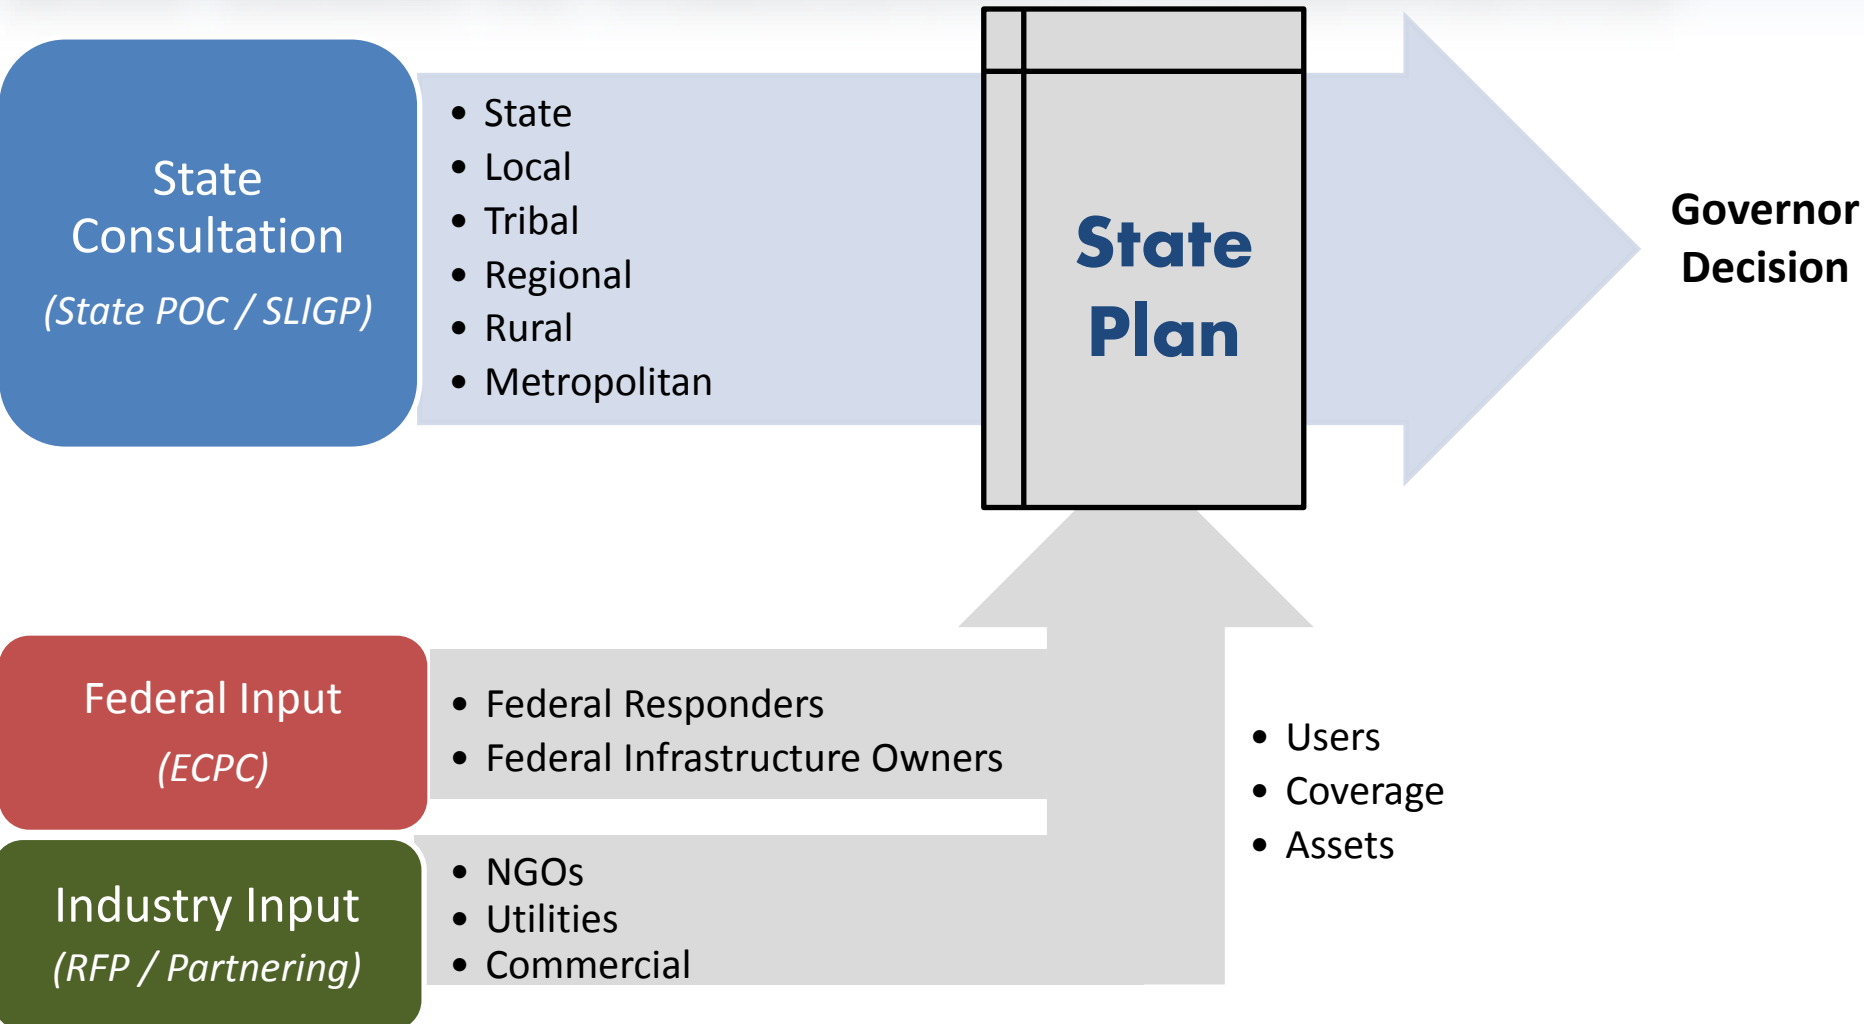 State
Consultation
(State POC / SLIGP)
• State
• Local
• Tribal
• Regional
• Rural
• Metropolitan
State
Plan
Governor
Decision
Federal Input
(ECPC)
• Federal Responders
• Federal Infrastructure Owners
• Users
• Coverage
• Assets
Industry Input
(RFP / Partnering)
• NGOs
• Utilities
• Commercial